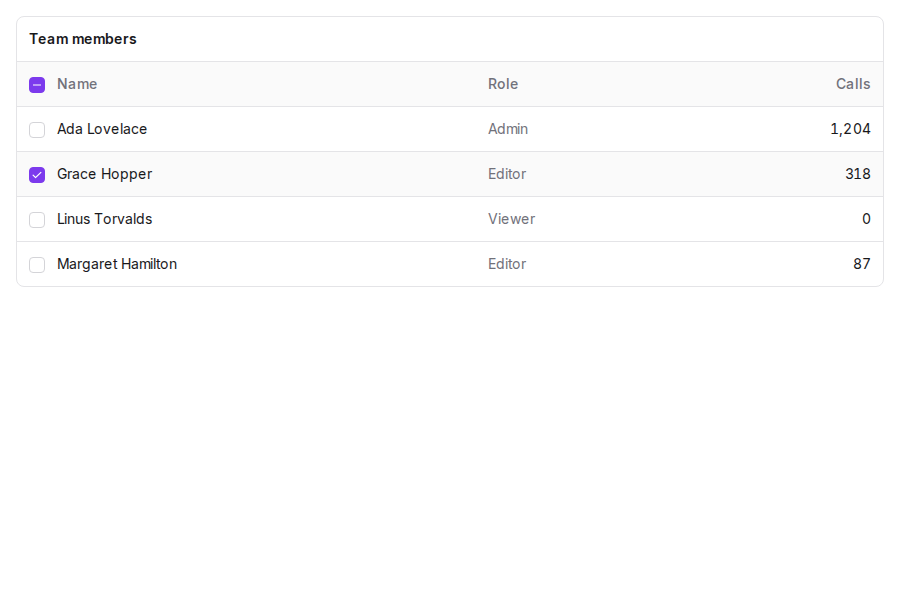 Team members
Name Role Calls
Ada Lovelace Admin 1,204
Grace Hopper Editor 318
Linus Torvalds Viewer 0
Margaret Hamilton Editor 87